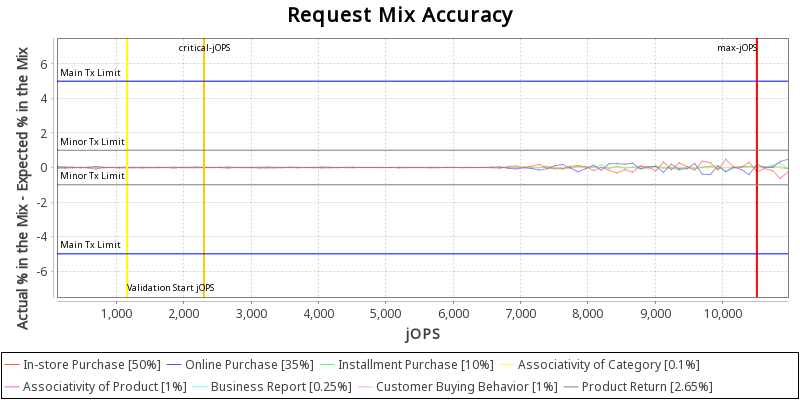 Request Mix Accuracy
critical-jOPS
max-jOPS
Main Tx Limit
Minor Tx Limit
Minor Tx Limit
Main Tx Limit
Validation Start jOPS
6
4
2
0
-2
-4
-6
Actual % in the Mix - Expected % in the Mix
1,000 2,000 3,000 4,000 5,000 6,000 7,000 8,000 9,000 10,000
jOPS
In-store Purchase [50%] Online Purchase [35%] Installment Purchase [10%] Associativity of Category [0.1%]
Associativity of Product [1%] Business Report [0.25%] Customer Buying Behavior [1%] Product Return [2.65%]